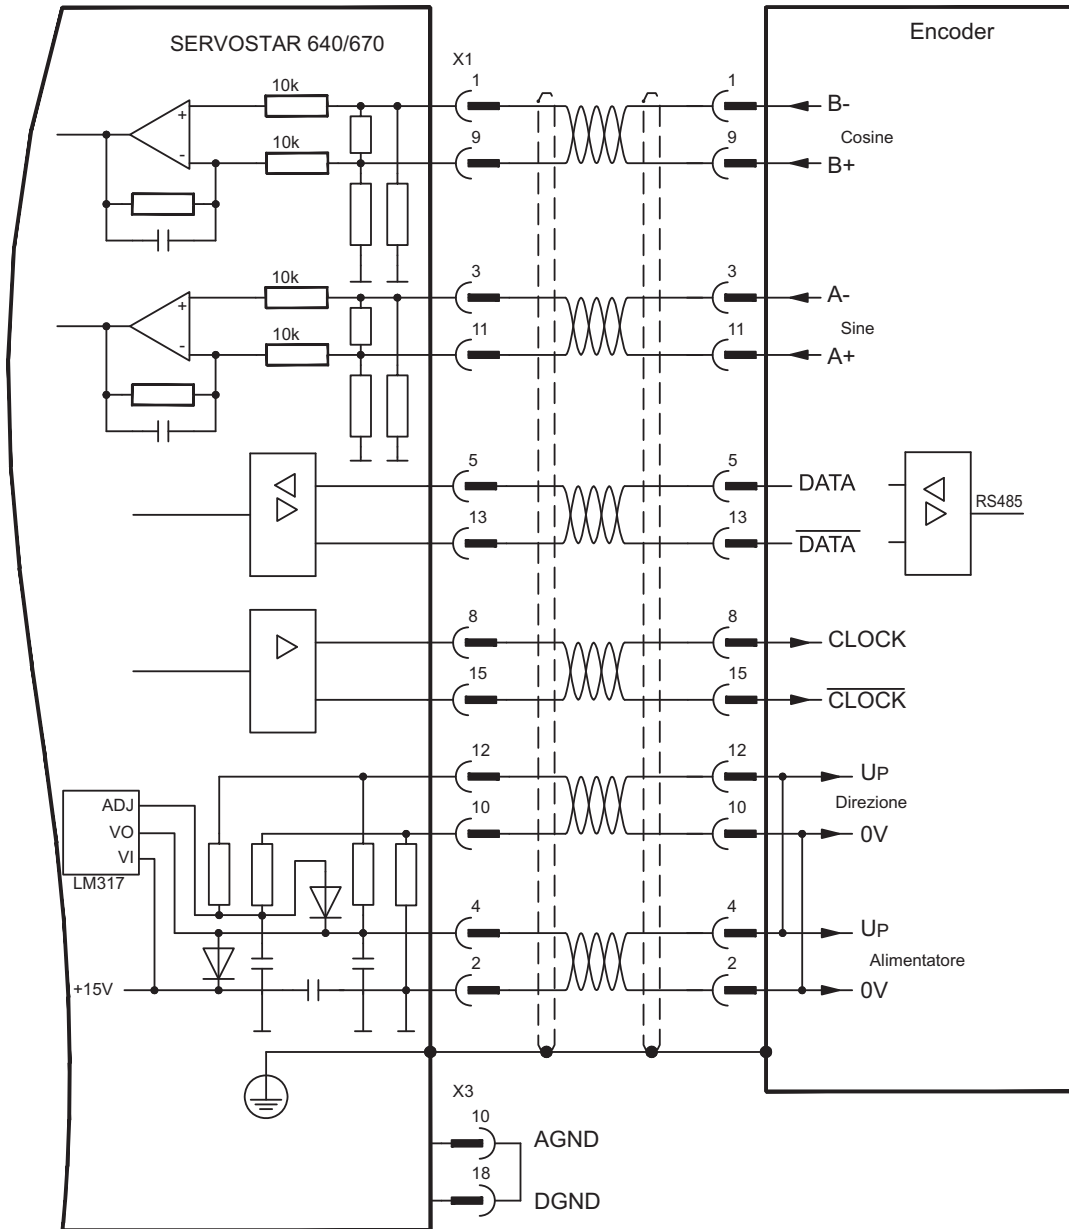 SERVOSTAR 640/670
Encoder
X1
10k
1
1
B-
Cosine
10k
9
9
B+
10k
3
3
A-
Sine
10k
11
11
A+
5
5
DATA
RS485
13
13
DATA
8
8
CLOCK
15
15
CLOCK
12
12
UP
Direzione
ADJ
10
10
0V
VO
VI
LM317
4
4
UP
Alimentatore
+15V
2
2
0V
X3
10
AGND
18
DGND
+
-
+
-